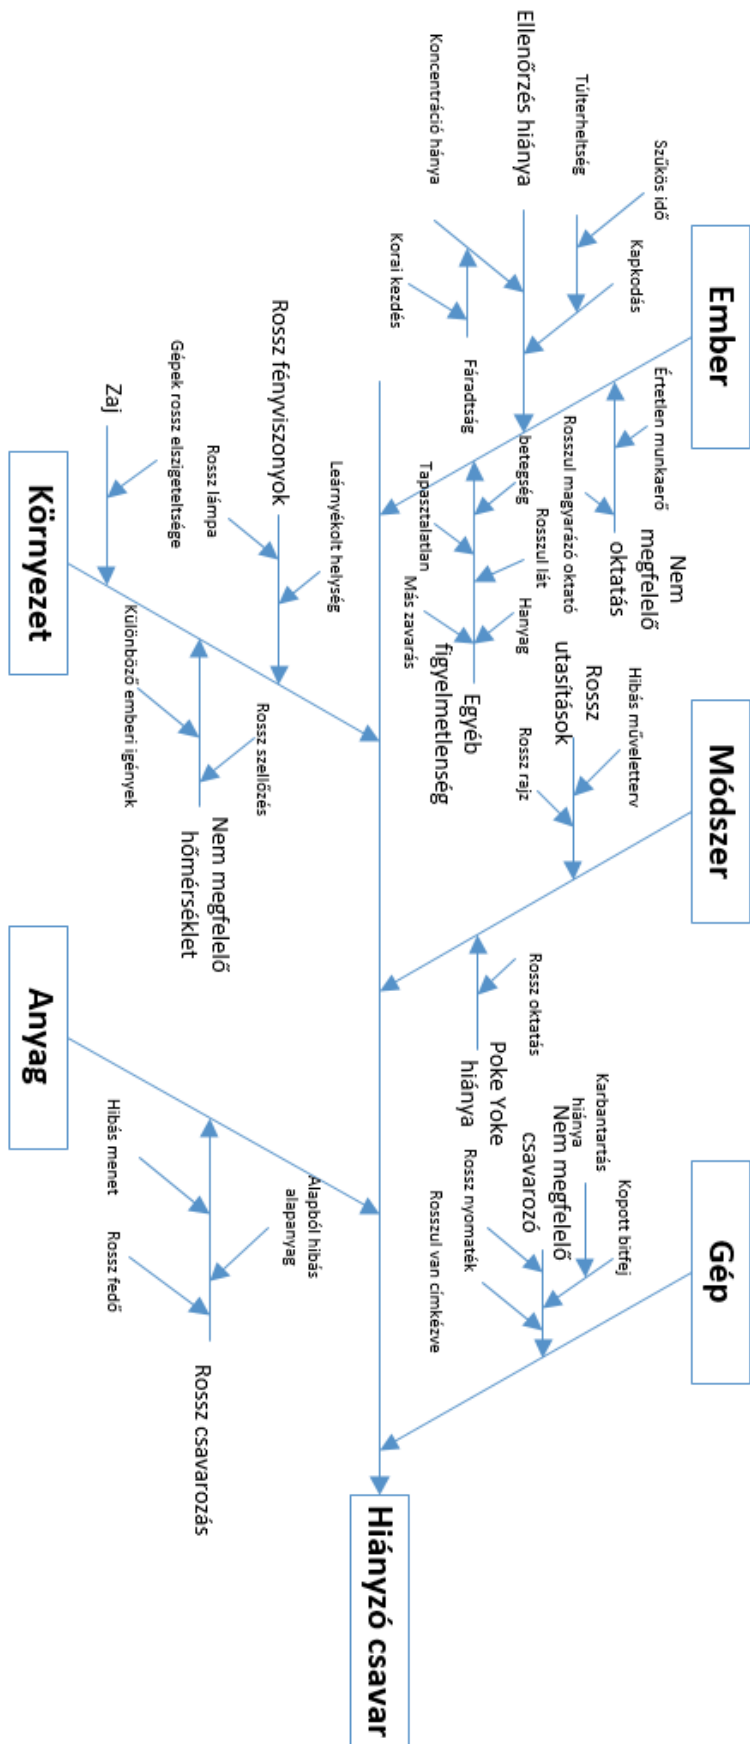 Ember
Módszer
Gép
Szűkös idő
Túlterheltség
Kapkodás
Ellenőrzés hiánya
Koncentráció hánya
Korai kezdés
Fáradtság
Értetlen munkaerő
Rosszul magyarázó oktató
Nem
megfelelő
oktatás
betegség
Tapasztalatlan
Rosszul lát
Hanyag
Más zavarás
Egyéb
figyelmetlenség
Hibás műveletterv
Rossz
utasítások
Rossz rajz
Rossz oktatás
Poke Yoke
hiánya
Karbantartás
hiánya
Kopott bitfej
Nem megfelelő
csavarozó
Rossz nyomaték
Rosszul van címkézve
Hiányzó csavar
Leárnyékolt helység
Rossz fényviszonyok
Rossz lámpa
Gépek rossz elszigeteltsége
Zaj
Rossz szellőzés
Különböző emberi igények
Nem megfelelő
hőmérséklet
Alapból hibás
alapanyag
Hibás menet
Rossz fedő
Rossz csavarozás
Környezet
Anyag